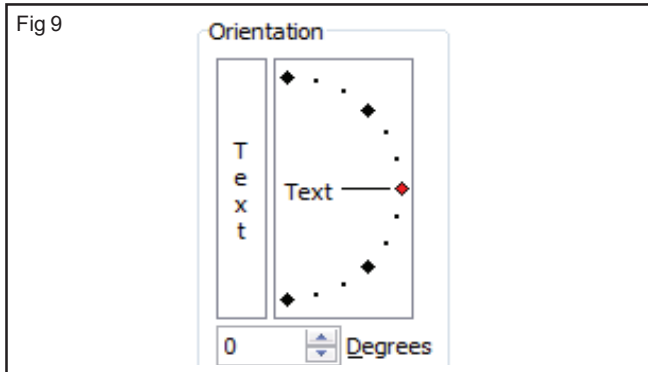 Fig 9
Orientation
T
e
x
t
Text
0 Degrees